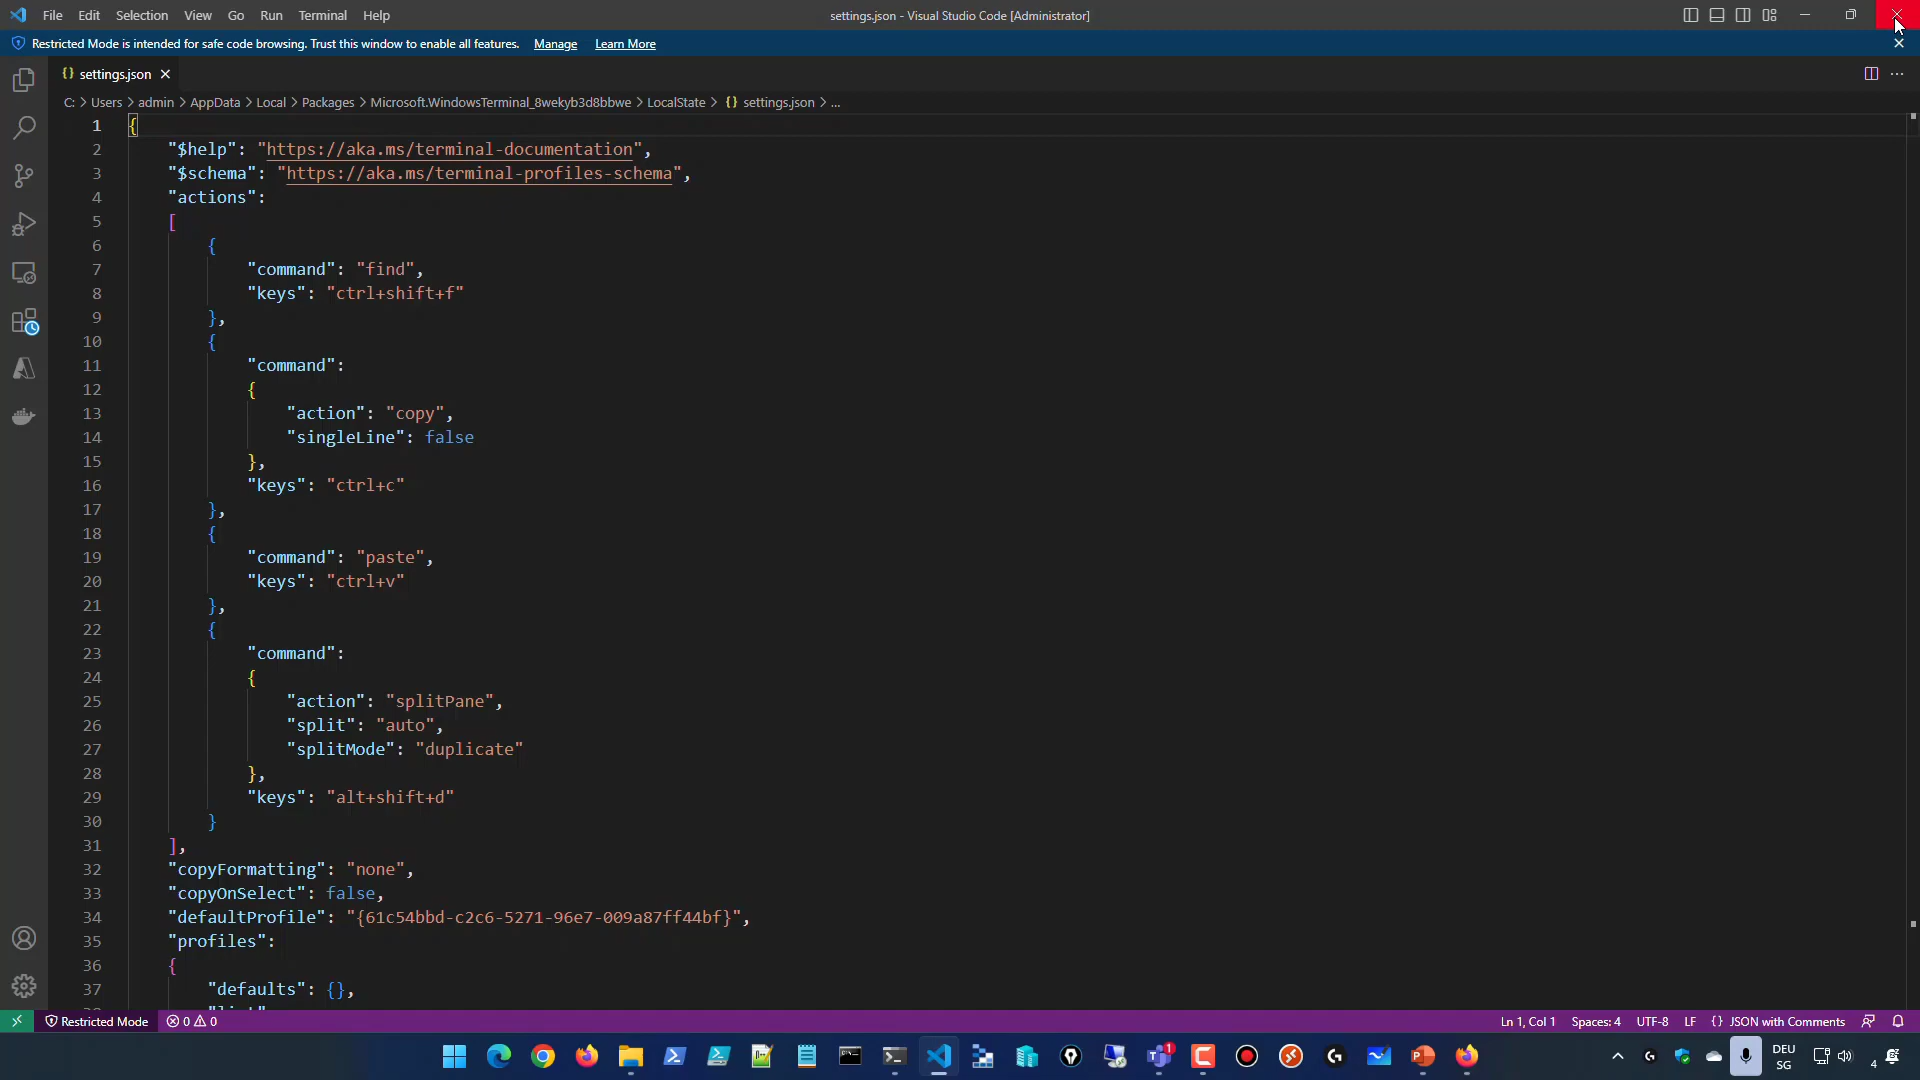 File Edit Selection View Go Run Terminal Help
settings.json - Visual Studio Code [Administrator]
Restricted Mode is intended for safe code browsing. Trust this window to enable all features. Manage Learn More
settings.json
C: > Users > admin > AppData > Local > Packages > Microsoft.WindowsTerminal_8wekyb3d8bbwe > LocalState > {} settings.json > ...
1 {
2 "$help": "https://aka.ms/terminal-documentation",
3 "$schema": "https://aka.ms/terminal-profiles-schema",
4 "actions":
5 [
6 {
7 "command": "find",
8 "keys": "ctrl+shift+f"
9 },
10 {
11 "command":
12 {
13 "action": "copy",
14 "singleLine": false
15 },
16 "keys": "ctrl+c"
17 },
18 {
19 "command": "paste",
20 "keys": "ctrl+v"
21 },
22 {
23 "command":
24 {
25 "action": "splitPane",
26 "split": "auto",
27 "splitMode": "duplicate"
28 },
29 "keys": "alt+shift+d"
30 }
31 ],
32 "copyFormatting": "none",
33 "copyOnSelect": false,
34 "defaultProfile": "{61c54bbd-c2c6-5271-96e7-009a87ff44bf}",
35 "profiles":
36 {
37 "defaults": {},
Restricted Mode 0 0 Ln 1, Col 1 Spaces: 4 UTF-8 LF {} JSON with Comments
1
DEU
SG
4